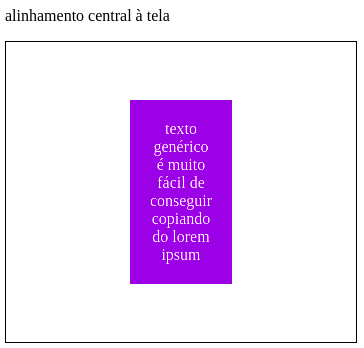 alinhamento central à tela
texto
genérico
é muito
fácil de
conseguir
copiando
do lorem
ipsum